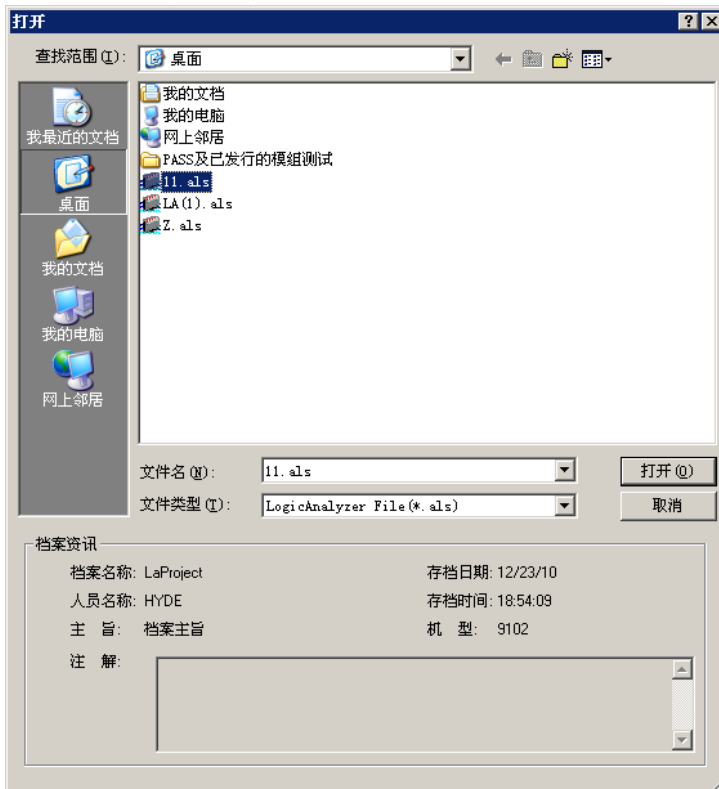 打开
查找范围(I):
桌面
我最近的文档
桌面
我的文档
我的电脑
网上邻居
我的文档
我的电脑
网上邻居
PASS及已发行的模组测试
11.als
LA(1).als
Z.als
文件名(N):
11.als
打开(O)
文件类型(T):
LogicAnalyzer File(*.als)
取消
档案资讯
档案名称: LaProject
存档日期: 12/23/10
人员名称: HYDE
存档时间: 18:54:09
主 旨: 档案主旨
机 型: 9102
注 解: